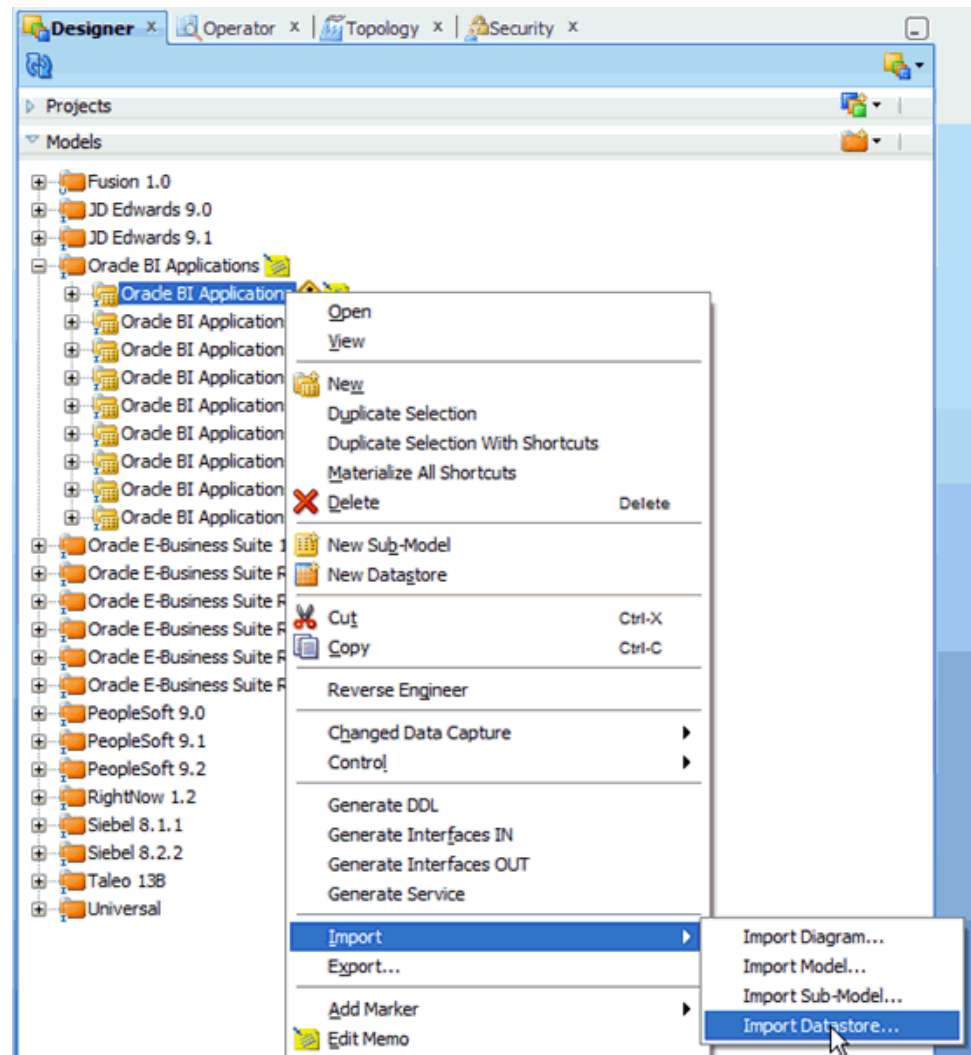 Designer x Operator x Topology x Security x
Projects
Models
Fusion 1.0
JD Edwards 9.0
JD Edwards 9.1
Oracle BI Applications
Oracle BI Applications
Oracle BI Application
Oracle BI Application
Oracle BI Application
Oracle BI Application
Oracle BI Application
Oracle BI Application
Oracle BI Application
Oracle BI Application
Oracle E-Business Suite 1
Oracle E-Business Suite R
Oracle E-Business Suite R
Oracle E-Business Suite R
Oracle E-Business Suite R
Oracle E-Business Suite R
PeopleSoft 9.0
PeopleSoft 9.1
PeopleSoft 9.2
RightNow 1.2
Siebel 8.1.1
Siebel 8.2.2
Taleo 13B
Universal
Open
View
New
Duplicate Selection
Duplicate Selection With Shortcuts
Materialize All Shortcuts
Delete Delete
New Sub-Model
New Datastore
Cut Ctrl-X
Copy Ctrl-C
Reverse Engineer
Changed Data Capture
Control
Generate DDL
Generate Interfaces IN
Generate Interfaces OUT
Generate Service
Import
Export...
Add Marker
Edit Memo
Import Diagram...
Import Model...
Import Sub-Model...
Import Datastore...